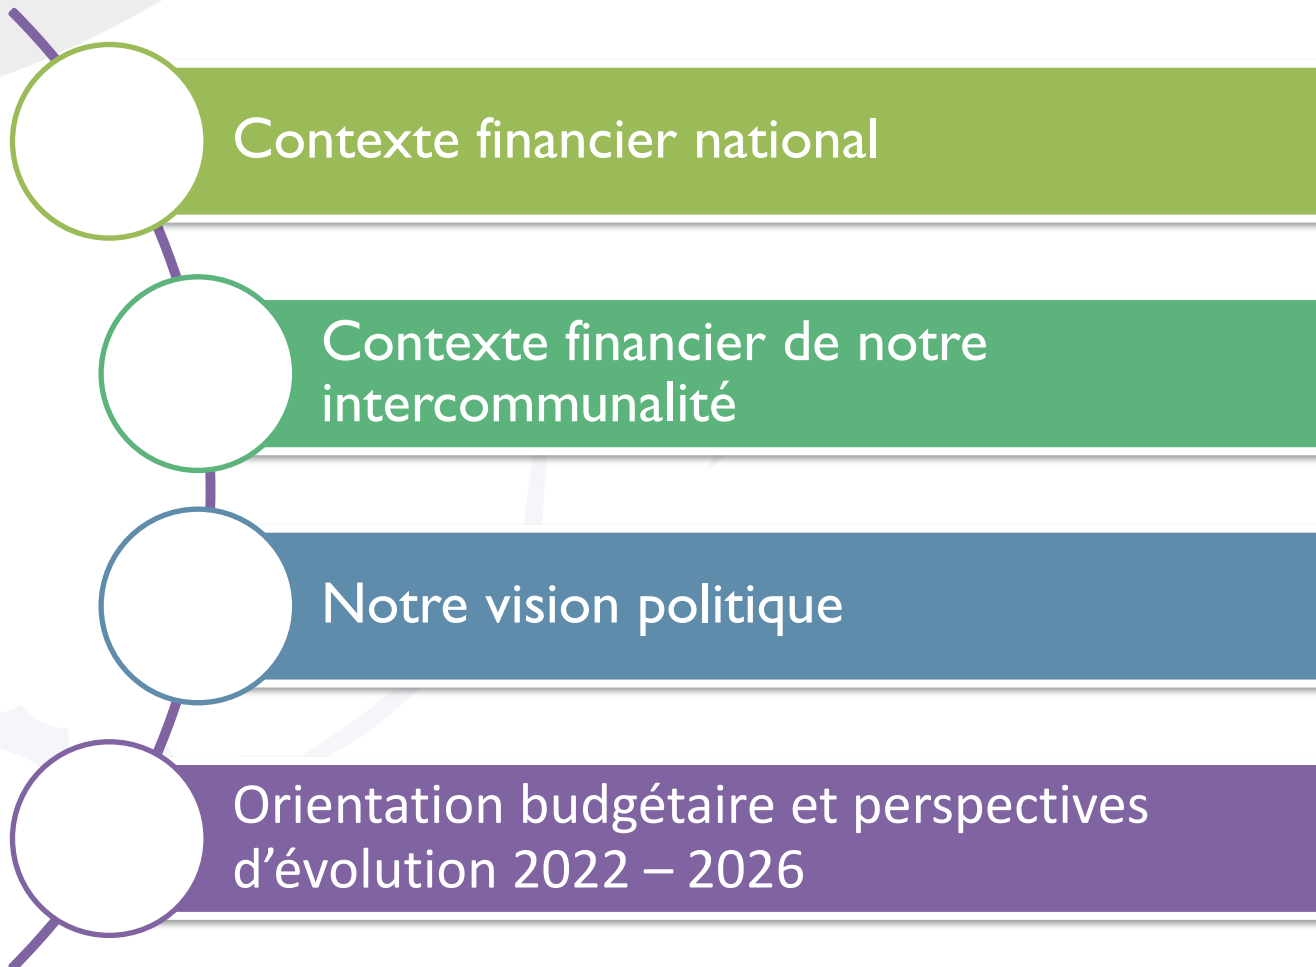 Contexte financier national
Contexte financier de notre
intercommunalité
Notre vision politique
Orientation budgétaire et perspectives
d’évolution 2022 – 2026